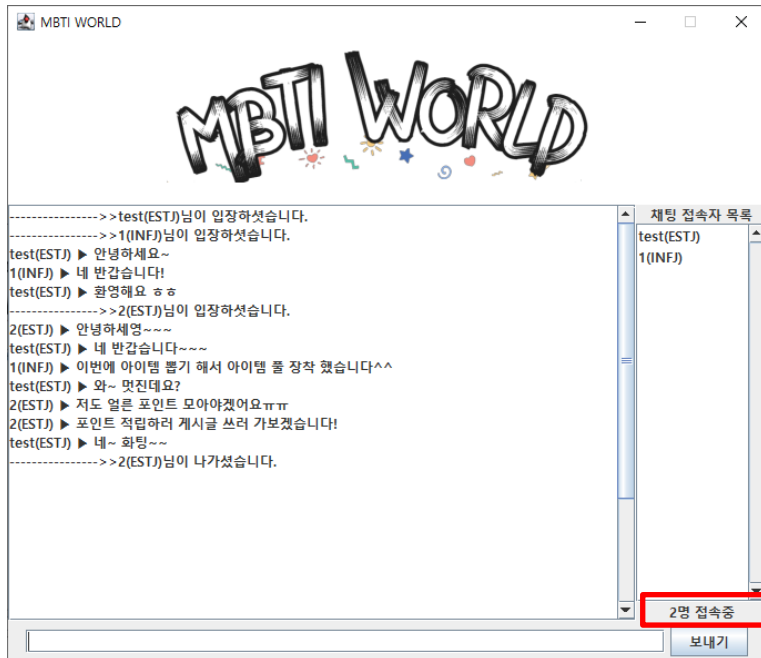 MBTI WORLD
MBTI WORLD
---------------->>test(ESTJ)님이 입장하셧습니다.
---------------->>1(INFJ)님이 입장하셧습니다.
test(ESTJ) ▶ 안녕하세요~
1(INFJ) ▶ 네 반갑습니다!
test(ESTJ) ▶ 환영해요 ㅎㅎ
---------------->>2(ESTJ)님이 입장하셧습니다.
2(ESTJ) ▶ 안녕하세영~~~
test(ESTJ) ▶ 네 반갑습니다~~~
1(INFJ) ▶ 이번에 아이템 뽑기 해서 아이템 풀 장착 했습니다^^
test(ESTJ) ▶ 와~ 멋진데요?
2(ESTJ) ▶ 저도 얼른 포인트 모아야겠어요ㅠㅠ
2(ESTJ) ▶ 포인트 적립하러 게시글 쓰러 가보겠습니다!
test(ESTJ) ▶ 네~ 화팅~~
---------------->>2(ESTJ)님이 나가셨습니다.
채팅 접속자 목록
test(ESTJ)
1(INFJ)
2명 접속중
보내기